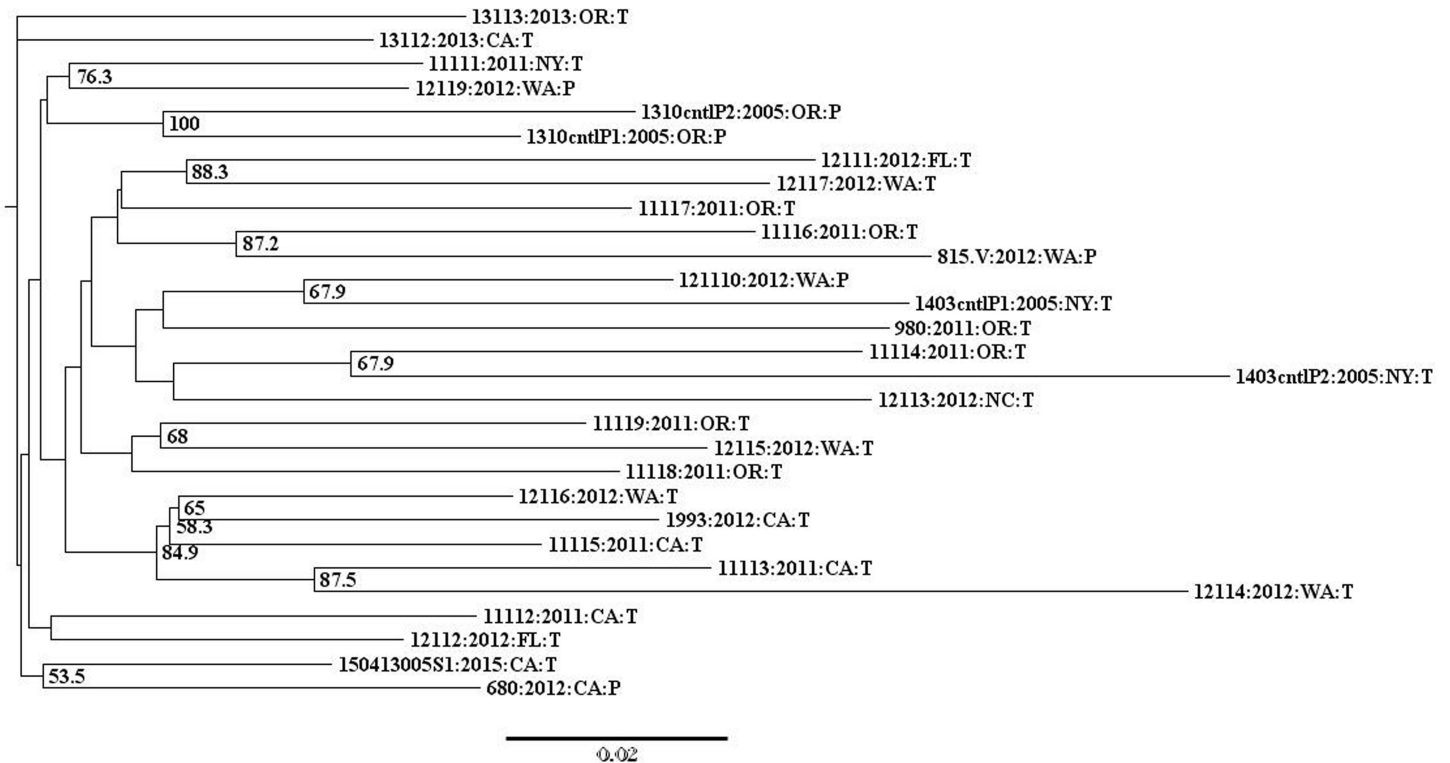 13113:2013:OR:T
13112:2013:CA:T
11111:2011:NY:T
76.3
12119:2012:WA:P
1310cntlP2:2005:OR:P
100
1310cntlP1:2005:OR:P
12111:2012:FL:T
88.3
12117:2012:WA:T
11117:2011:OR:T
11116:2011:OR:T
87.2
815.V:2012:WA:P
121110:2012:WA:P
67.9
1403cntlP1:2005:NY:T
980:2011:OR:T
11114:2011:OR:T
67.9
1403cntlP2:2005:NY:T
12113:2012:NC:T
11119:2011:OR:T
68
12115:2012:WA:T
11118:2011:OR:T
12116:2012:WA:T
65
1993:2012:CA:T
58.3
11115:2011:CA:T
84.9
11113:2011:CA:T
87.5
12114:2012:WA:T
11112:2011:CA:T
12112:2012:FL:T
150413005S1:2015:CA:T
53.5
680:2012:CA:P
0.02